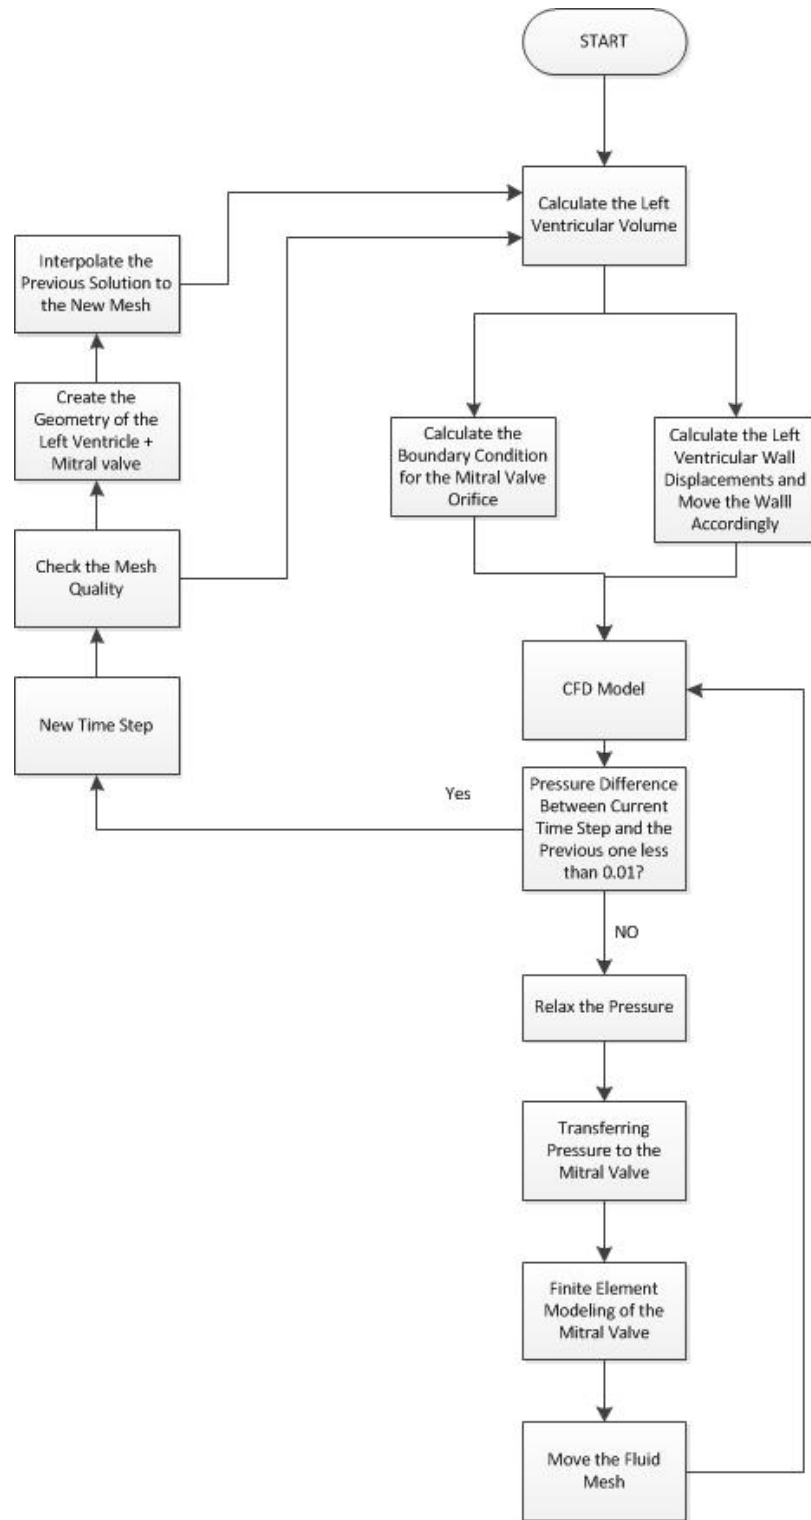 START
Calculate the Left
Ventricular Volume
Interpolate the
Previous Solution to
the New Mesh
Create the
Geometry of the
Left Ventricle +
Mitral valve
Calculate the
Boundary Condition
for the Mitral Valve
Orifice
Calculate the Left
Ventricular Wall
Displacements and
Move the Walll
Accordingly
Check the Mesh
Quality
CFD Model
New Time Step
Yes
Pressure Difference
Between Current
Time Step and the
Previous one less
than 0.01?
NO
Relax the Pressure
Transferring
Pressure to the
Mitral Valve
Finite Element
Modeling of the
Mitral Valve
Move the Fluid
Mesh